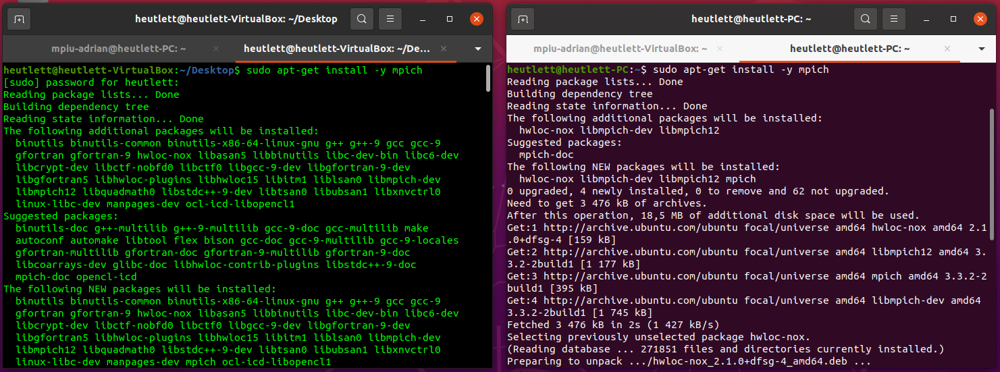 heutlett@heutlett-VirtualBox: ~/Desktop
mpiu-adrian@heutlett-PC: ~
heutlett@heutlett-VirtualBox: ~/De…
heutlett@heutlett-VirtualBox:~/Desktop$ sudo apt-get install -y mpich
[sudo] password for heutlett:
Reading package lists... Done
Building dependency tree
Reading state information... Done
The following additional packages will be installed:
  binutils binutils-common binutils-x86-64-linux-gnu g++ g++-9 gcc gcc-9
  gfortran gfortran-9 hwloc-nox libasan5 libbinutils libc-dev-bin libc6-dev
  libcrypt-dev libctf-nobfd0 libctf0 libgcc-9-dev libgfortran-9-dev
  libgfortran5 libhwloc-plugins libhwloc15 libitm1 liblsan0 libmpich-dev
  libmpich12 libquadmath0 libstdc++-9-dev libtsan0 libubsan1 libxnvctrl0
  linux-libc-dev manpages-dev ocl-icd-libopencl1
Suggested packages:
  binutils-doc g++-multilib g++-9-multilib gcc-9-doc gcc-multilib make
  autoconf automake libtool flex bison gcc-doc gcc-9-multilib gcc-9-locales
  gfortran-multilib gfortran-doc gfortran-9-multilib gfortran-9-doc
  libcoarrays-dev glibc-doc libhwloc-contrib-plugins libstdc++-9-doc
  mpich-doc opencl-icd
The following NEW packages will be installed:
  binutils binutils-common binutils-x86-64-linux-gnu g++ g++-9 gcc gcc-9
  gfortran gfortran-9 hwloc-nox libasan5 libbinutils libc-dev-bin libc6-dev
  libcrypt-dev libctf-nobfd0 libctf0 libgcc-9-dev libgfortran-9-dev
  libgfortran5 libhwloc-plugins libhwloc15 libitm1 liblsan0 libmpich-dev
  libmpich12 libquadmath0 libstdc++-9-dev libtsan0 libubsan1 libxnvctrl0
  linux-libc-dev manpages-dev mpich ocl-icd-libopencl1
heutlett@heutlett-PC: ~
mpiu-adrian@heutlett-VirtualBox: ~
heutlett@heutlett-PC: ~
heutlett@heutlett-PC:~$ sudo apt-get install -y mpich
Reading package lists... Done
Building dependency tree
Reading state information... Done
The following additional packages will be installed:
  hwloc-nox libmpich-dev libmpich12
Suggested packages:
  mpich-doc
The following NEW packages will be installed:
  hwloc-nox libmpich-dev libmpich12 mpich
0 upgraded, 4 newly installed, 0 to remove and 62 not upgraded.
Need to get 3 476 kB of archives.
After this operation, 18,5 MB of additional disk space will be used.
Get:1 http://archive.ubuntu.com/ubuntu focal/universe amd64 hwloc-nox amd64 2.1
.0+dfsg-4 [159 kB]
Get:2 http://archive.ubuntu.com/ubuntu focal/universe amd64 libmpich12 amd64 3.
3.2-2build1 [1 177 kB]
Get:3 http://archive.ubuntu.com/ubuntu focal/universe amd64 mpich amd64 3.3.2-2
build1 [395 kB]
Get:4 http://archive.ubuntu.com/ubuntu focal/universe amd64 libmpich-dev amd64
3.3.2-2build1 [1 745 kB]
Fetched 3 476 kB in 2s (1 427 kB/s)
Selecting previously unselected package hwloc-nox.
(Reading database ... 271851 files and directories currently installed.)
Preparing to unpack .../hwloc-nox_2.1.0+dfsg-4_amd64.deb ...